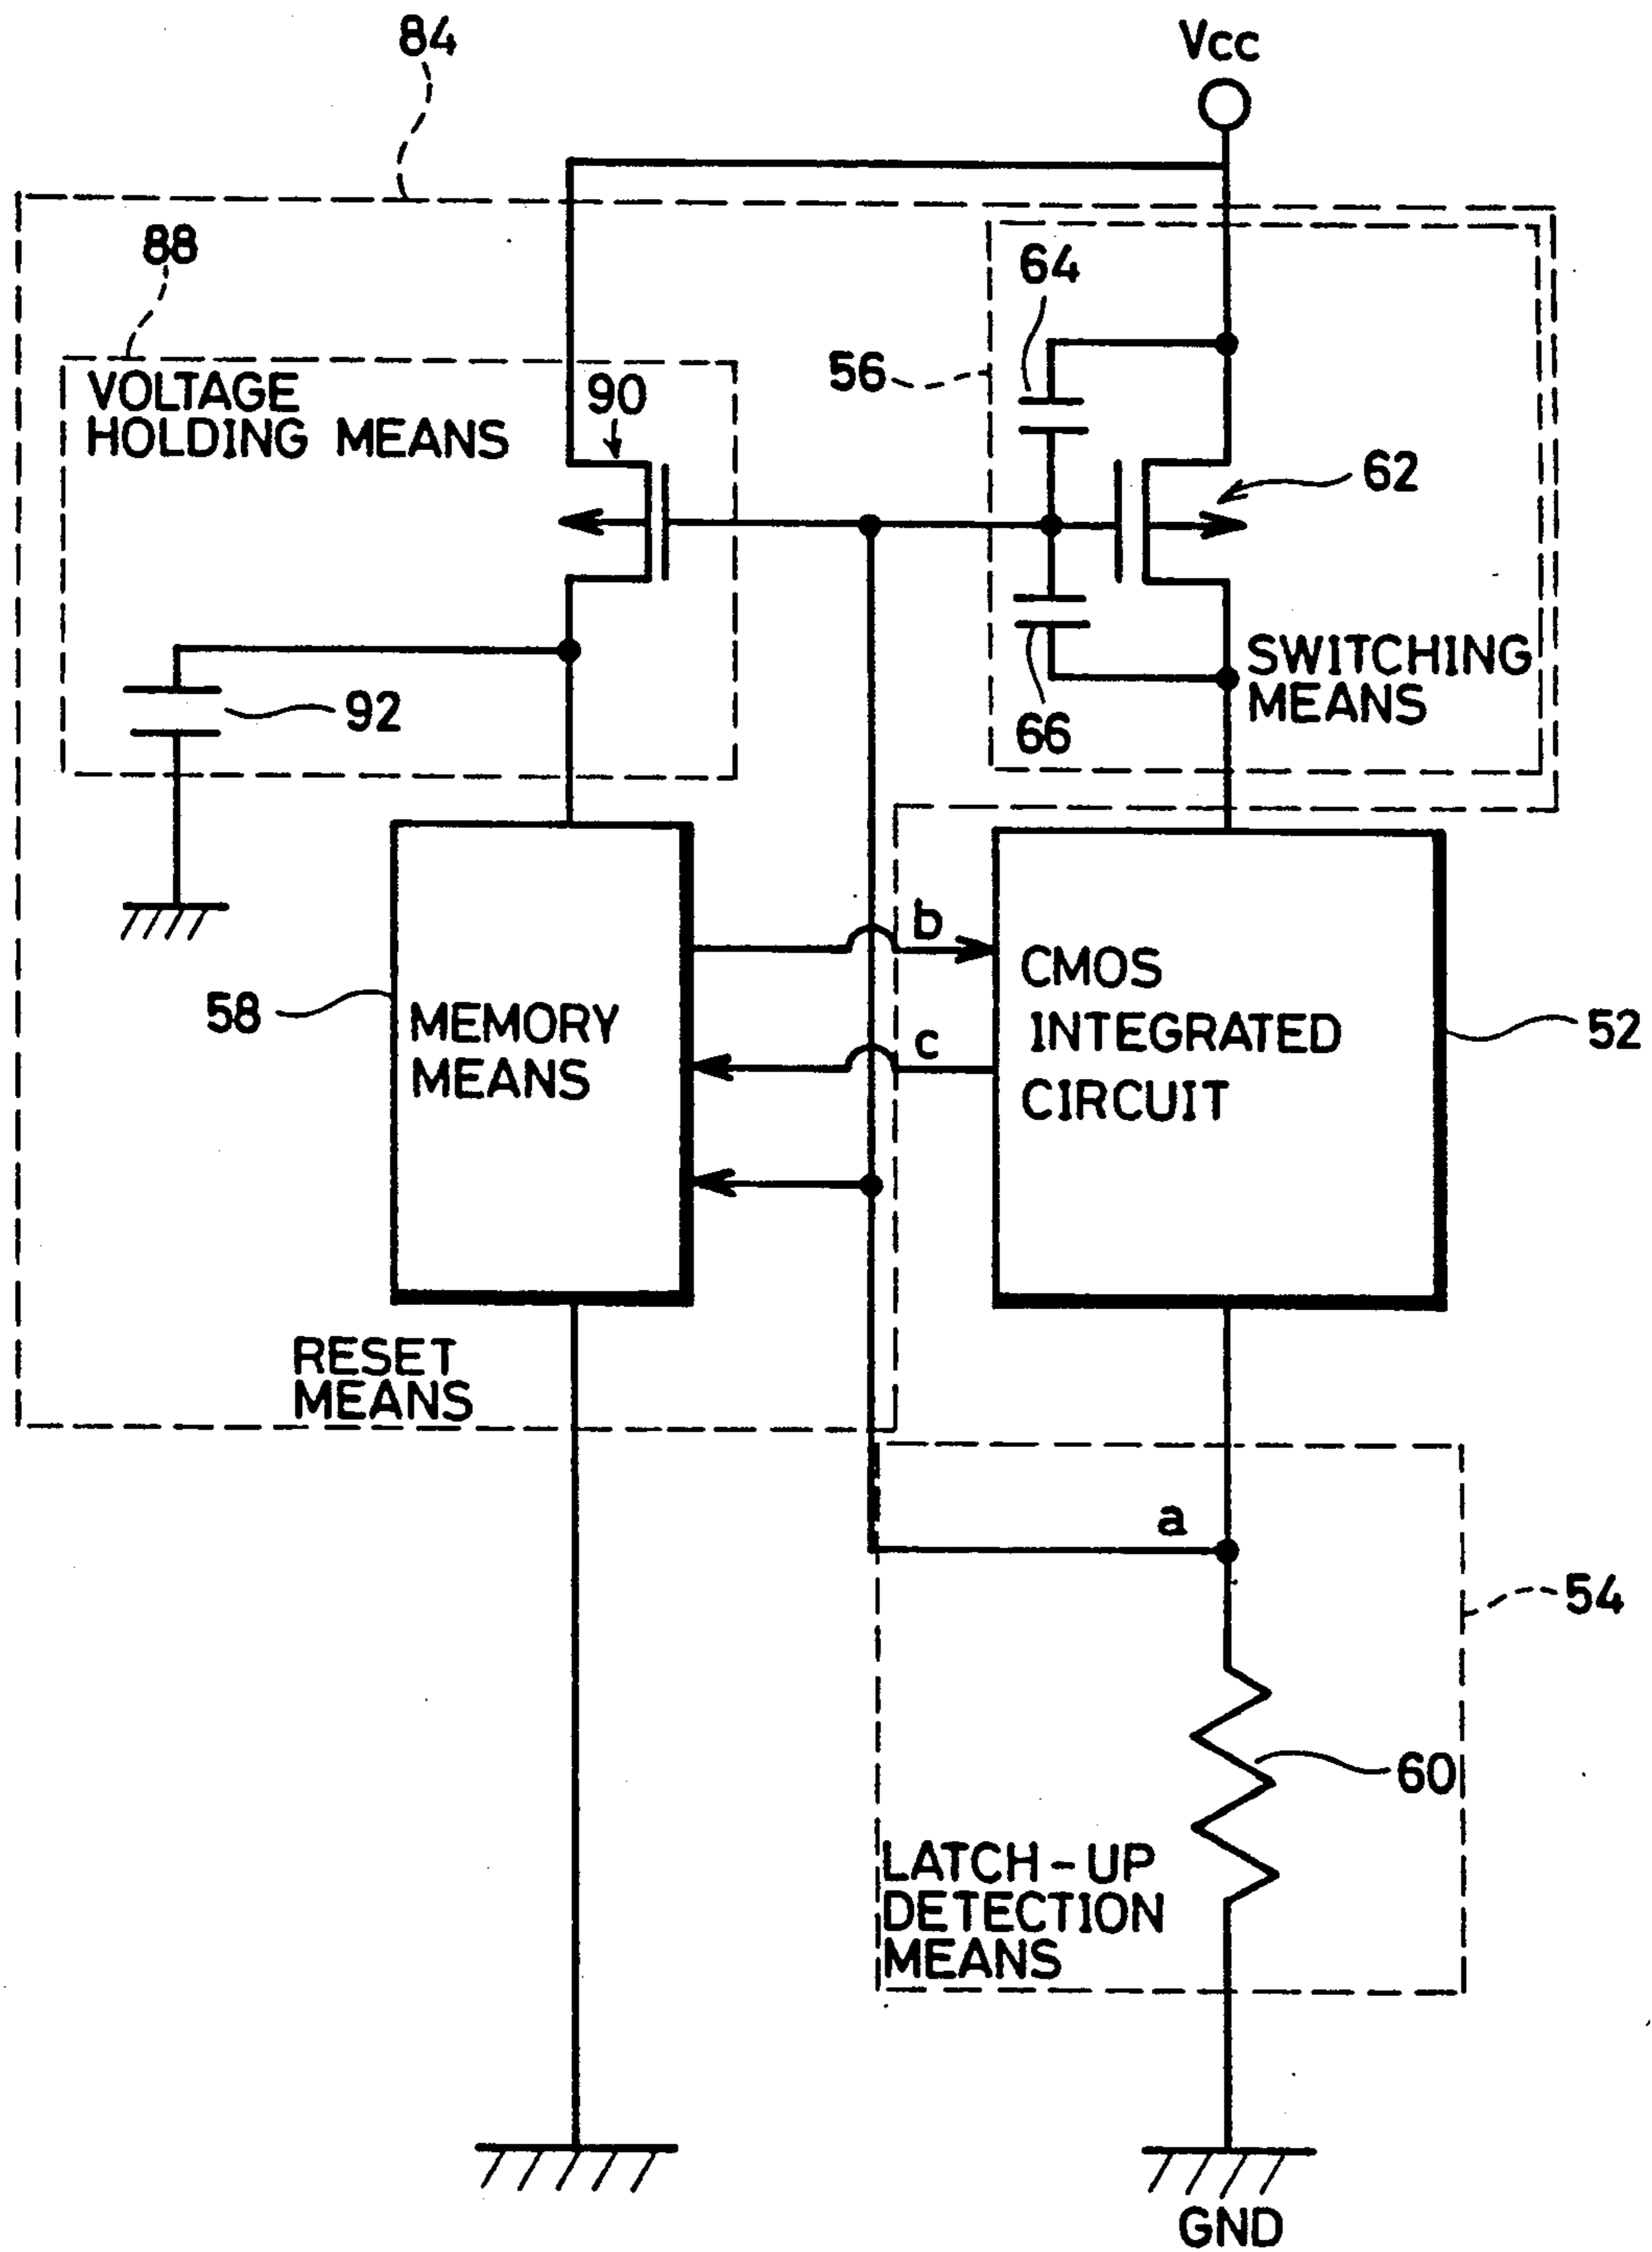 84
Vcc
88
64
56
VOLTAGE
HOLDING MEANS
90
62
SWITCHING
MEANS
92
66
b
CMOS
INTEGRATED
CIRCUIT
58
MEMORY
MEANS
c
52
RESET
MEANS
a
54
60
LATCH-UP
DETECTION
MEANS
GND